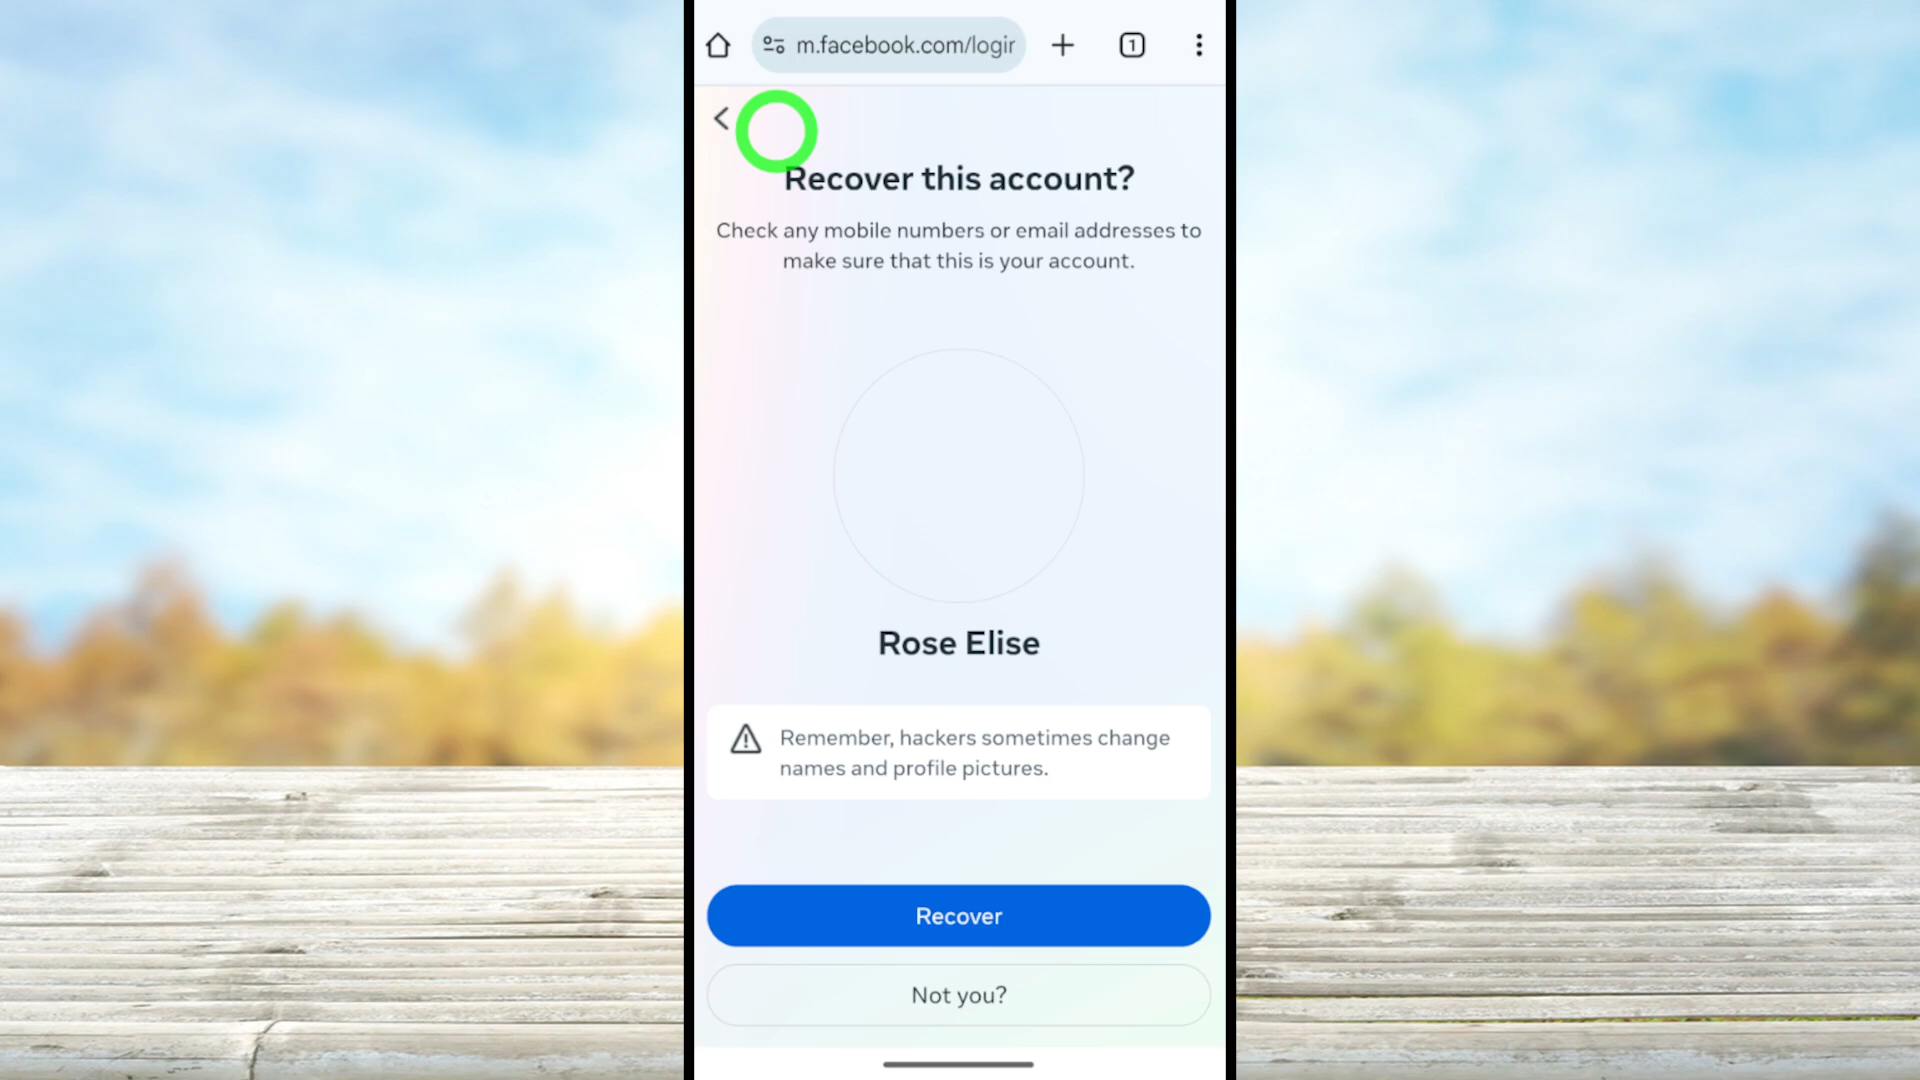 m.facebook.com/logir
1
Recover this account?
Check any mobile numbers or email addresses to
make sure that this is your account.
Rose Elise
Remember, hackers sometimes change
names and profile pictures.
Recover
Not you?